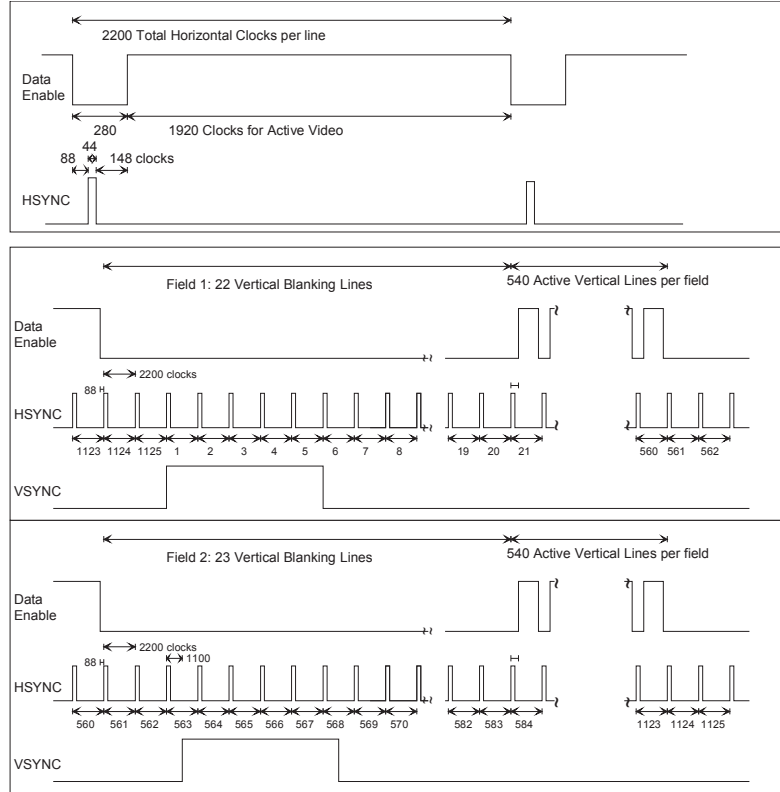 2200 Total Horizontal Clocks per line
Data
Enable
280
1920 Clocks for Active Video
44
88
148 clocks
HSYNC
Field 1: 22 Vertical Blanking Lines
540 Active Vertical Lines per field
Data
Enable
2200 clocks
88
HSYNC
1123 1124 1125 1 2 3 4 5 6 7 8 19 20 21 560 561 562
VSYNC
Field 2: 23 Vertical Blanking Lines
540 Active Vertical Lines per field
Data
Enable
2200 clocks
88
1100
HSYNC
560 561 562 563 564 565 566 567 568 569 570 582 583 584 1123 1124 1125
VSYNC